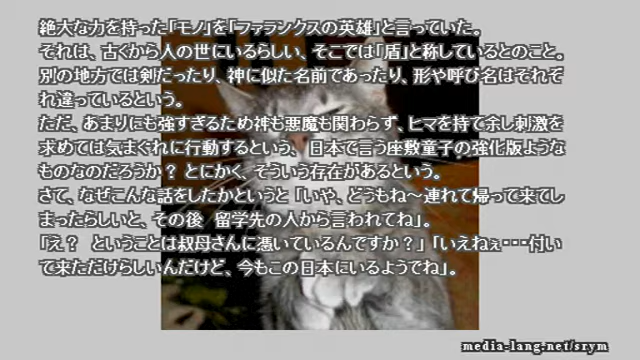 絶大な力を持った「モノ」を「ファランクスの英雄」と言っていた。
それは、古くから人の世にいるらしい、そこでは「盾」と称しているとのこと。
別の地方では剣だったり、神に似た名前であったり、形や呼び名はそれぞ
れ違っているという。
ただ、あまりにも強すぎるため神も悪魔も関わらず、ヒマを持て余し刺激を
求めては気まぐれに行動するという、 日本で言う座敷童子の強化版ような
ものなのだろうか？ とにかく、そういう存在があるという。
さて、なぜこんな話をしたかというと 「いや、どうもね～連れて帰って来てし
まったらしいと、その後 留学先の人から言われてね」。
「え？ ということは叔母さんに憑いているんですか？」 「いえねぇ・・・付い
て来ただけらしいんだけど、今もこの日本にいるようでね」。
media-lang.net/srym